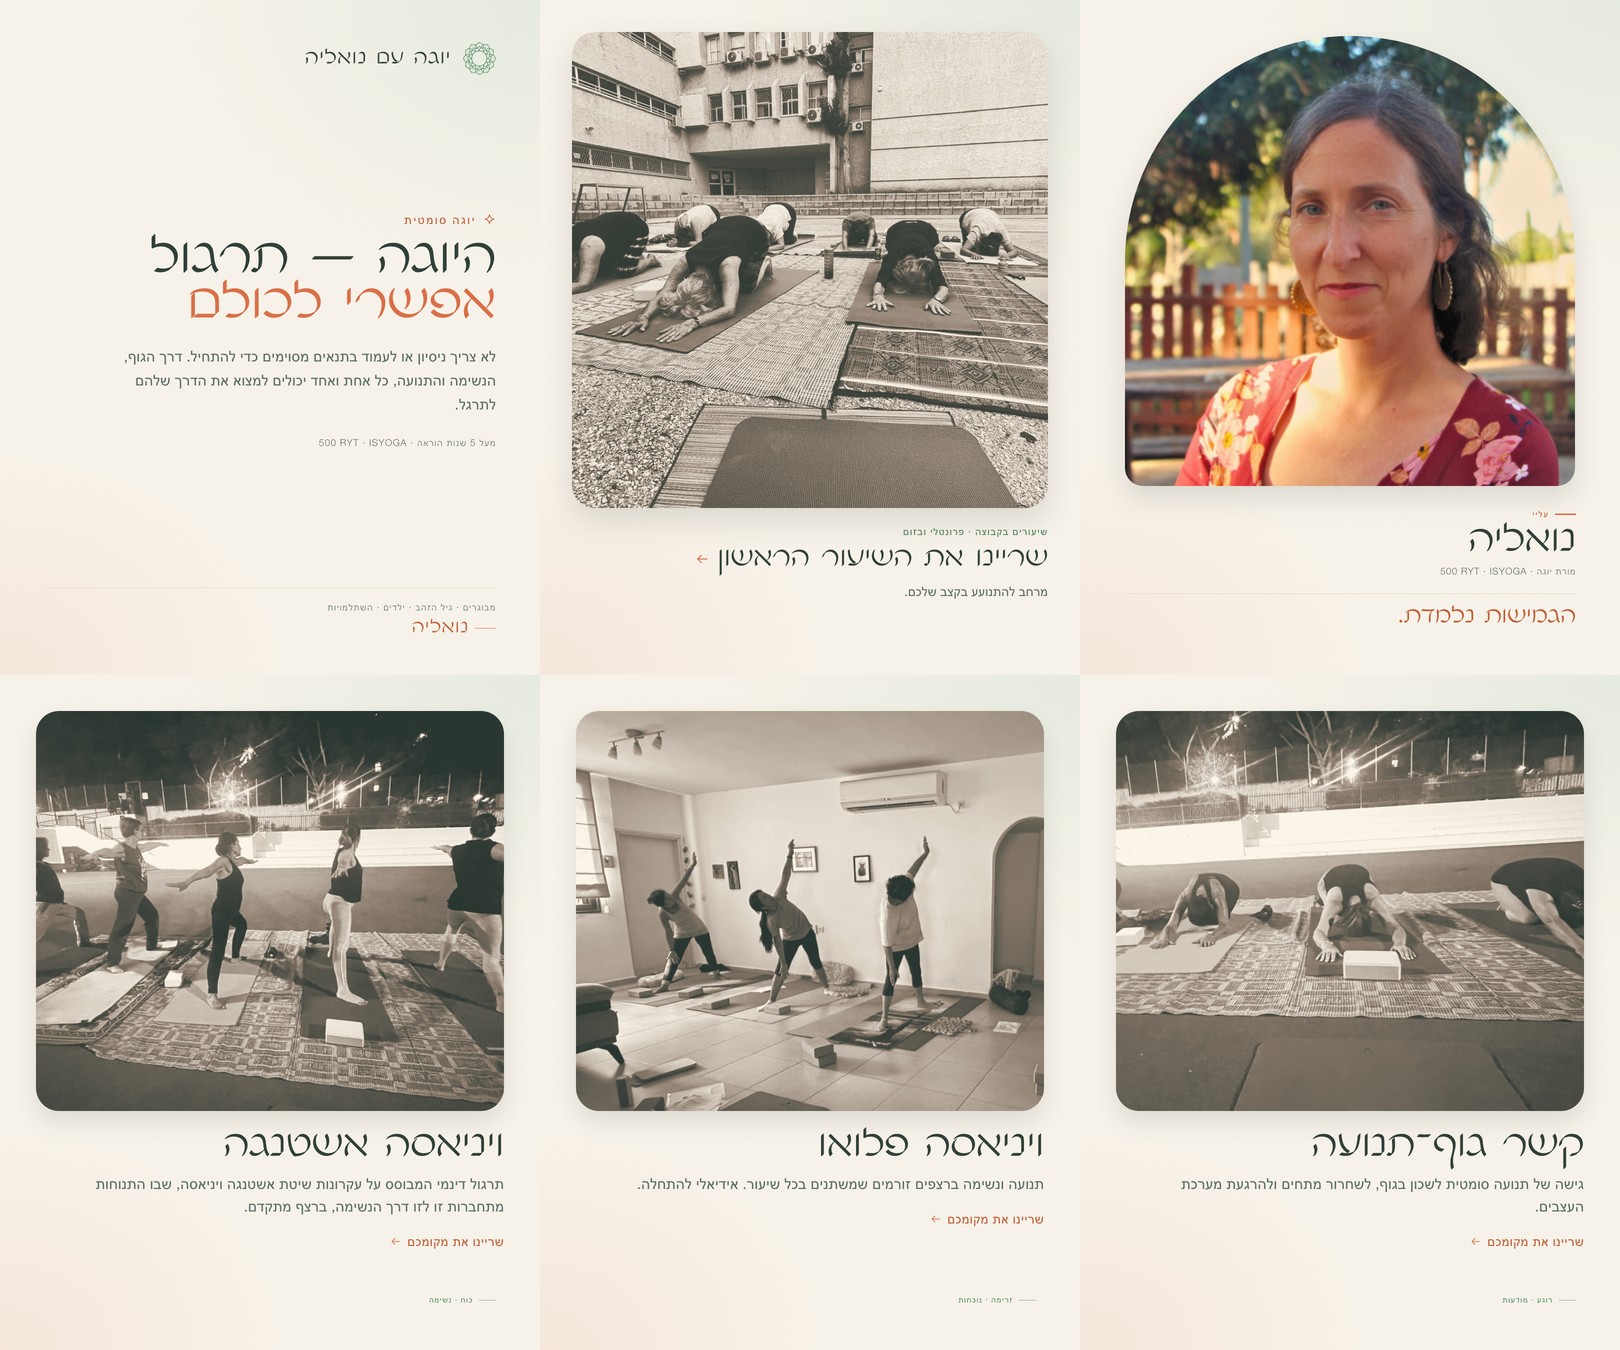 יוגה עם נואליה
יוגה סומטית
היוגה — תרגול
אפשרי לכולם
לא צריך ניסיון או לעמוד בתנאים מסוימים כדי להתחיל. דרך הגוף,
הנשימה והתנועה, כל אחת ואחד יכולים למצוא את הדרך שלהם
לתרגל.
מעל 5 שנות הוראה · 500 RYT · ISYOGA
מבוגרים · גיל הזהב · ילדים · השתלמויות
— נואליה
שיעורים בקבוצה · פרונטלי ובזום
שריינו את השיעור הראשון ←
מרחב להתנועע בקצב שלכם.
עליי
נואליה
מורת יוגה · 500 RYT · ISYOGA
הגמישות נלמדת.
ויניאסה אשטנגה
תרגול דינמי המבוסס על עקרונות שיטת אשטנגה ויניאסה, שבו התנוחות
מתחברות זו לזו דרך הנשימה, ברצף מתקדם.
שריינו את מקומכם ←
כוח · נשימה
ויניאסה פלואו
תנועה ונשימה ברצפים זורמים שמשתנים בכל שיעור. אידיאלי להתחלה.
שריינו את מקומכם ←
זרימה · נוכחות
קשר גוף־תנועה
גישה של תנועה סומטית לשכון בגוף, לשחרור מתחים ולהרגעת מערכת
העצבים.
שריינו את מקומכם ←
רוגע · מודעות